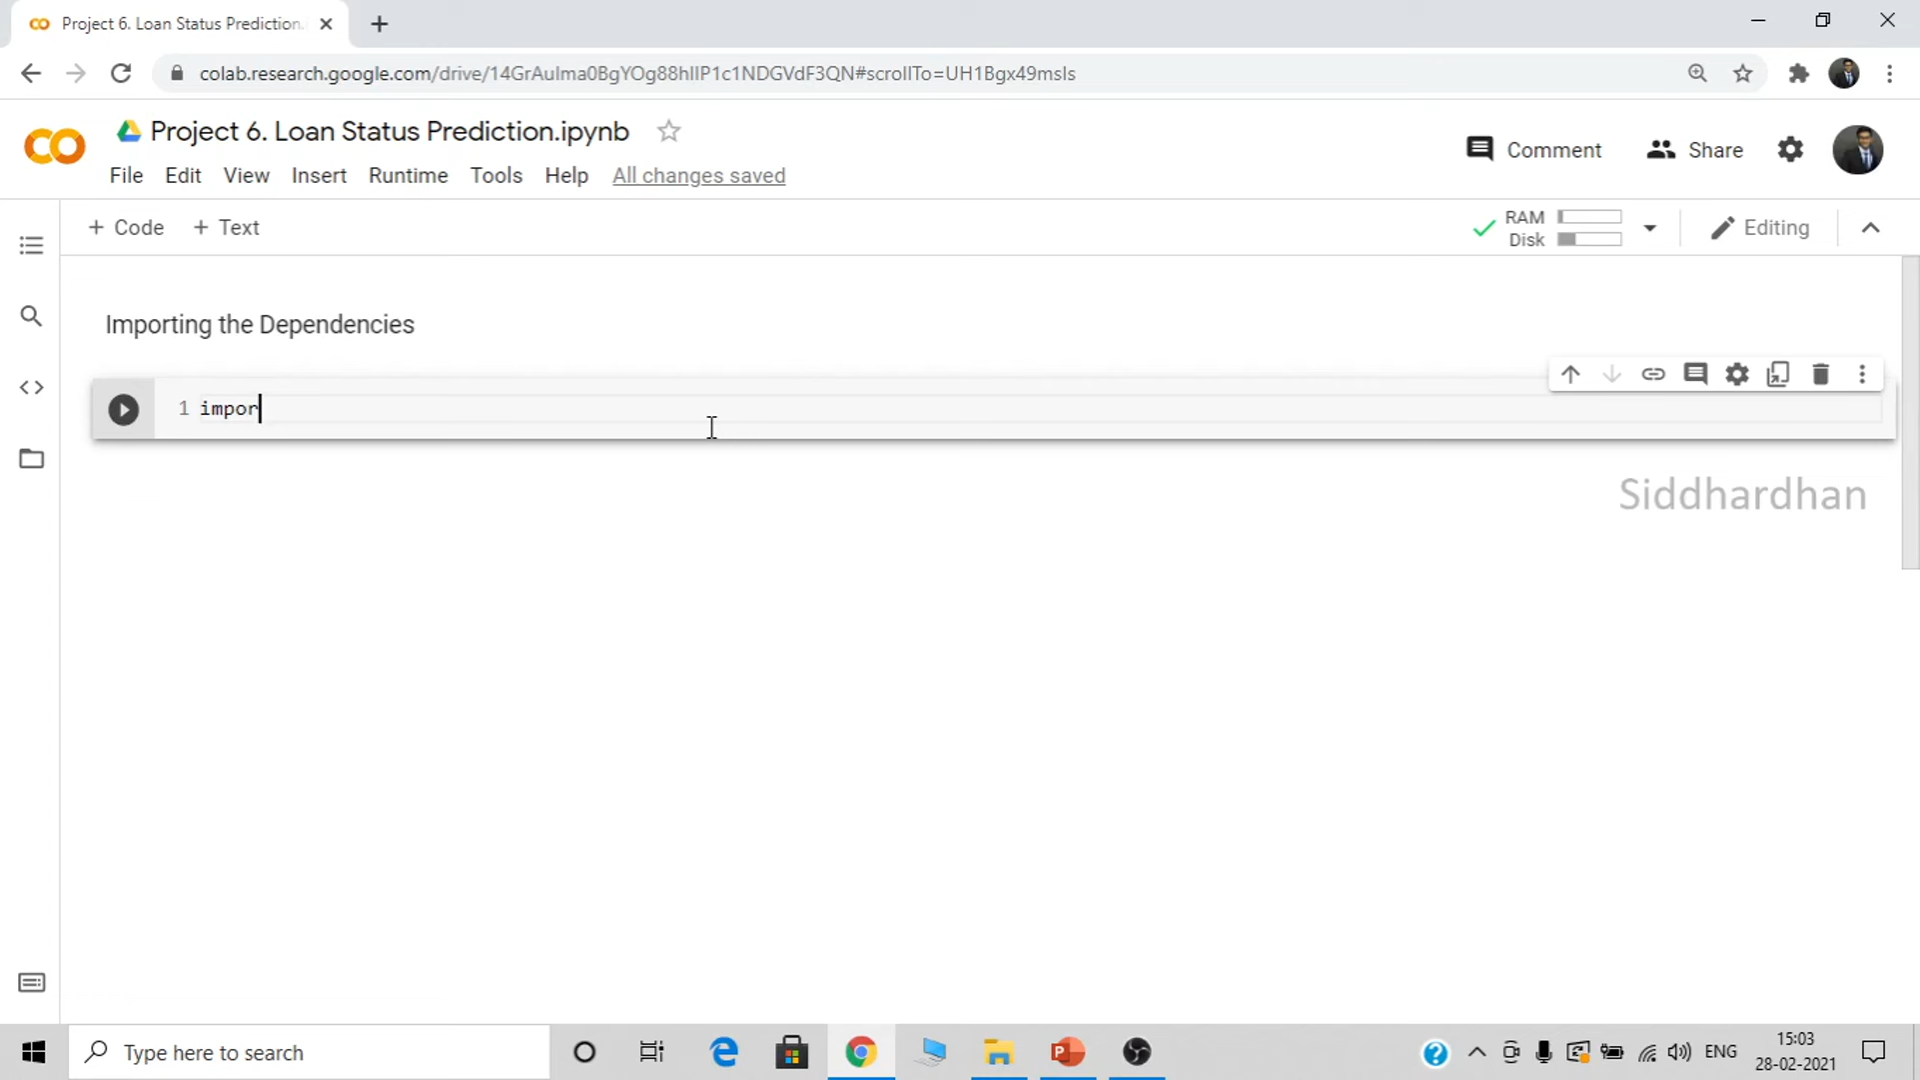 Project 6. Loan Status Prediction.
colab.research.google.com/drive/14GrAuIma0BgYOg88hIIP1c1NDGVdF3QN#scrollTo=UH1Bgx49msIs
Project 6. Loan Status Prediction.ipynb
Comment
Share
File Edit View Insert Runtime Tools Help All changes saved
+ Code + Text
RAM
Disk
Editing
Importing the Dependencies
1 impor
Siddhardhan
Type here to search
ENG
15:03
28-02-2021